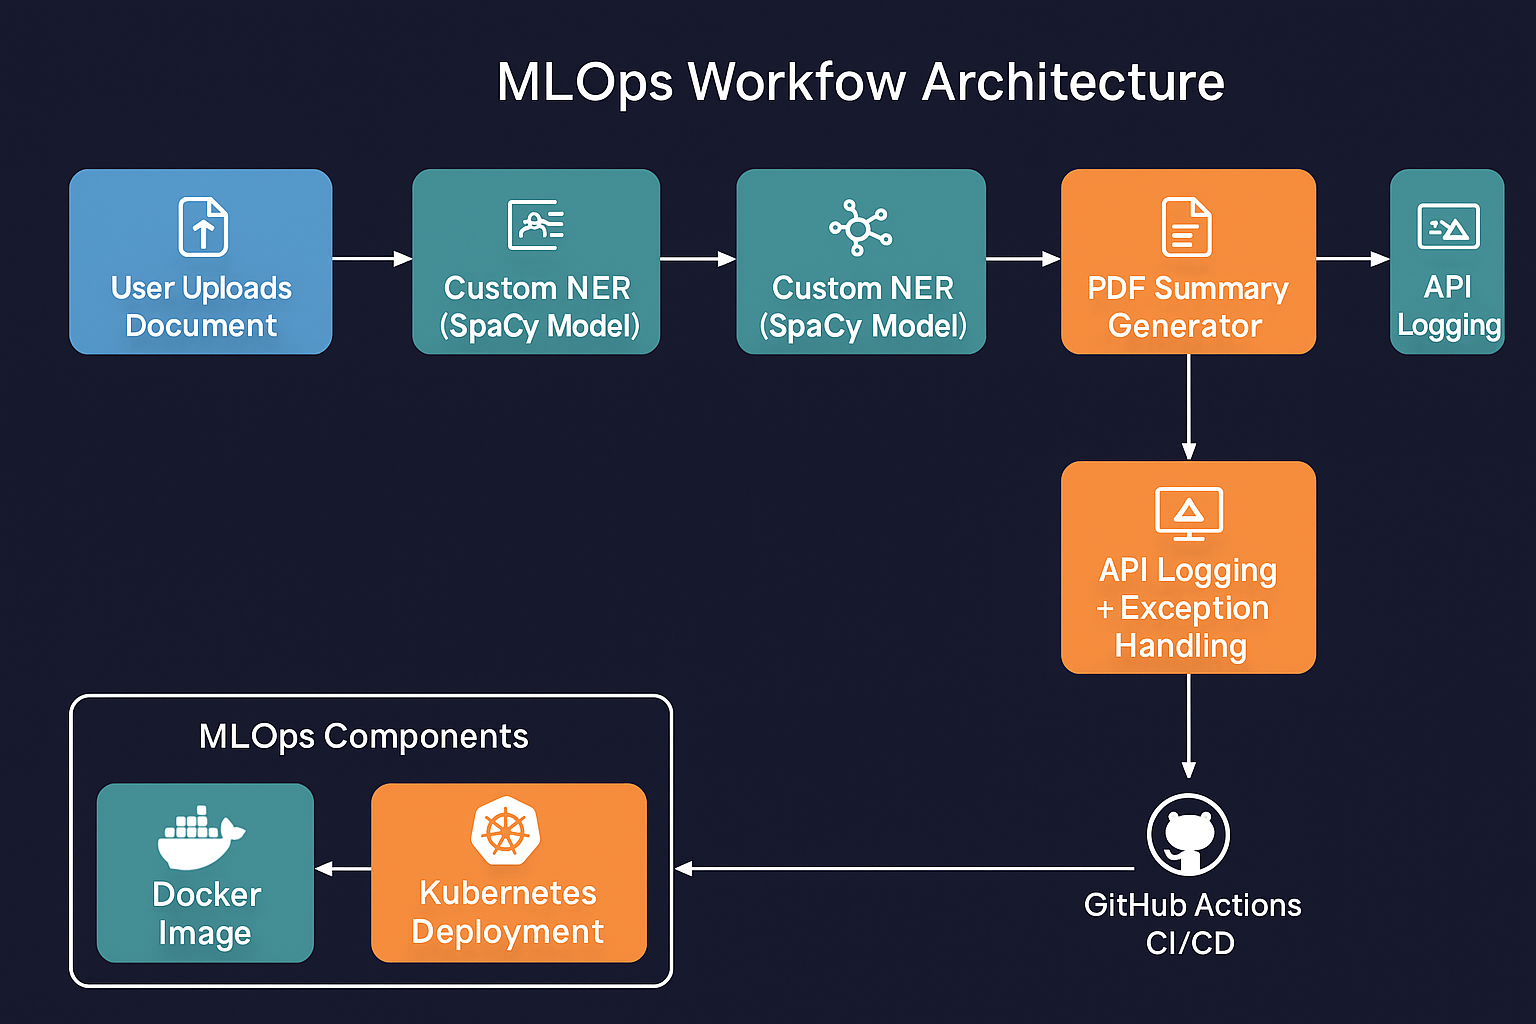 MLOps Workfow Architecture
User Uploads
Document
Custom NER
(SpaCy Model)
Custom NER
(SpaCy Model)
PDF Summary
Generator
API
Logging
API Logging
+ Exception
Handling
MLOps Components
Docker
Image
Kubernetes
Deployment
GitHub Actions
CI/CD